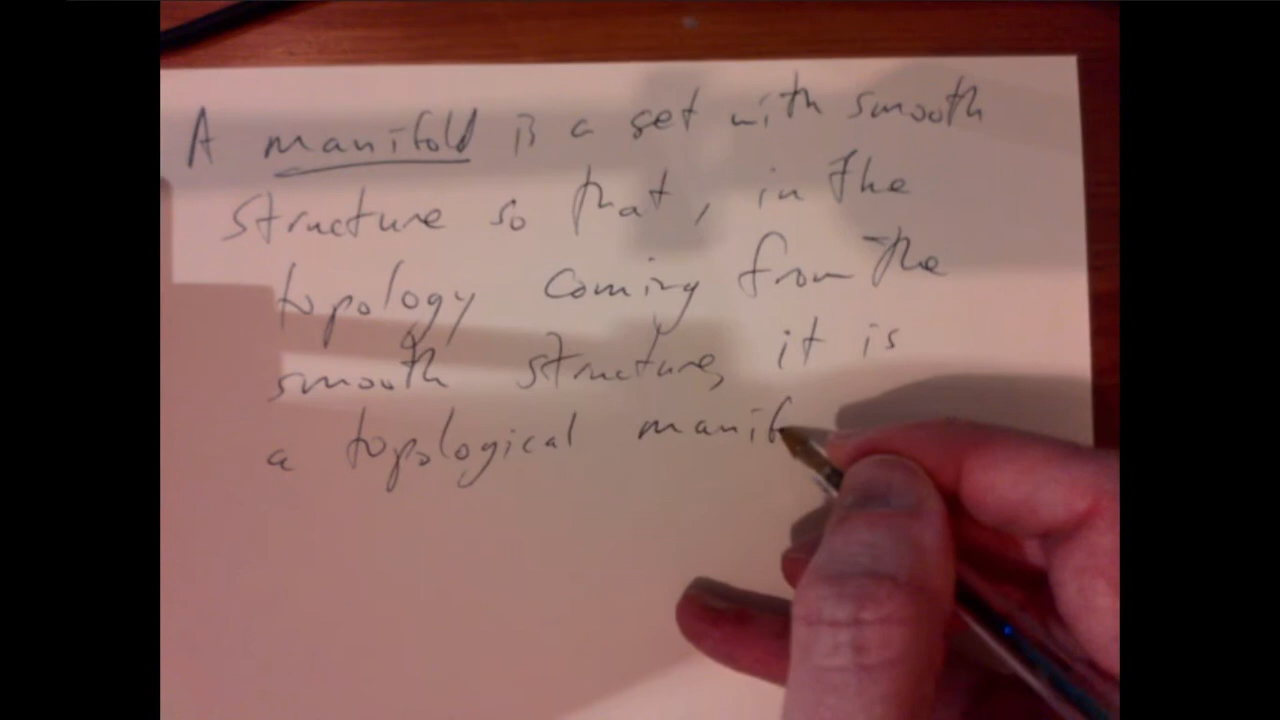 A manifold is a set with smooth
structure so that, in the
topology coming from the
smooth structure, it is
a topological manif